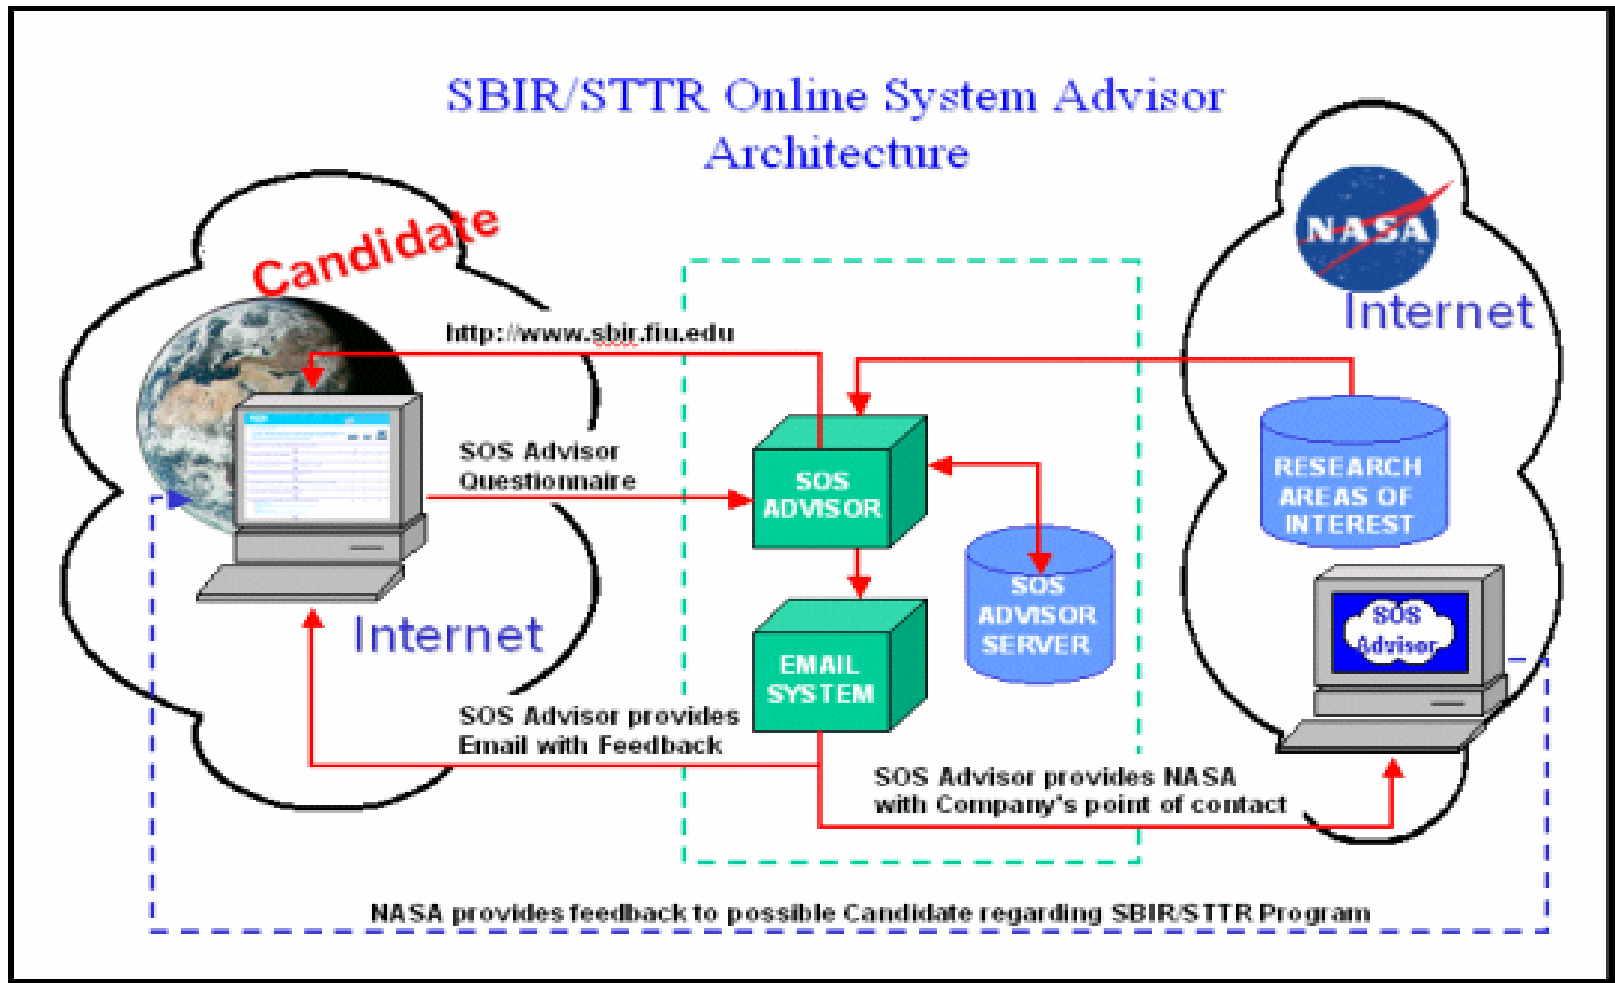 SBIR/STTR Online System Advisor
Architecture
Candidate
NASA
Internet
http://www.sbir.fiu.edu
SOS Advisor
Questionnaire
SOS
ADVISOR
RESEARCH
AREAS OF
INTEREST
SOS
ADVISOR
SERVER
SOS
Advisor
Internet
EMAIL
SYSTEM
SOS Advisor provides
Email with Feedback
SOS Advisor provides NASA
with Company's point of contact
NASA provides feedback to possible Candidate regarding SBIR/STTR Program